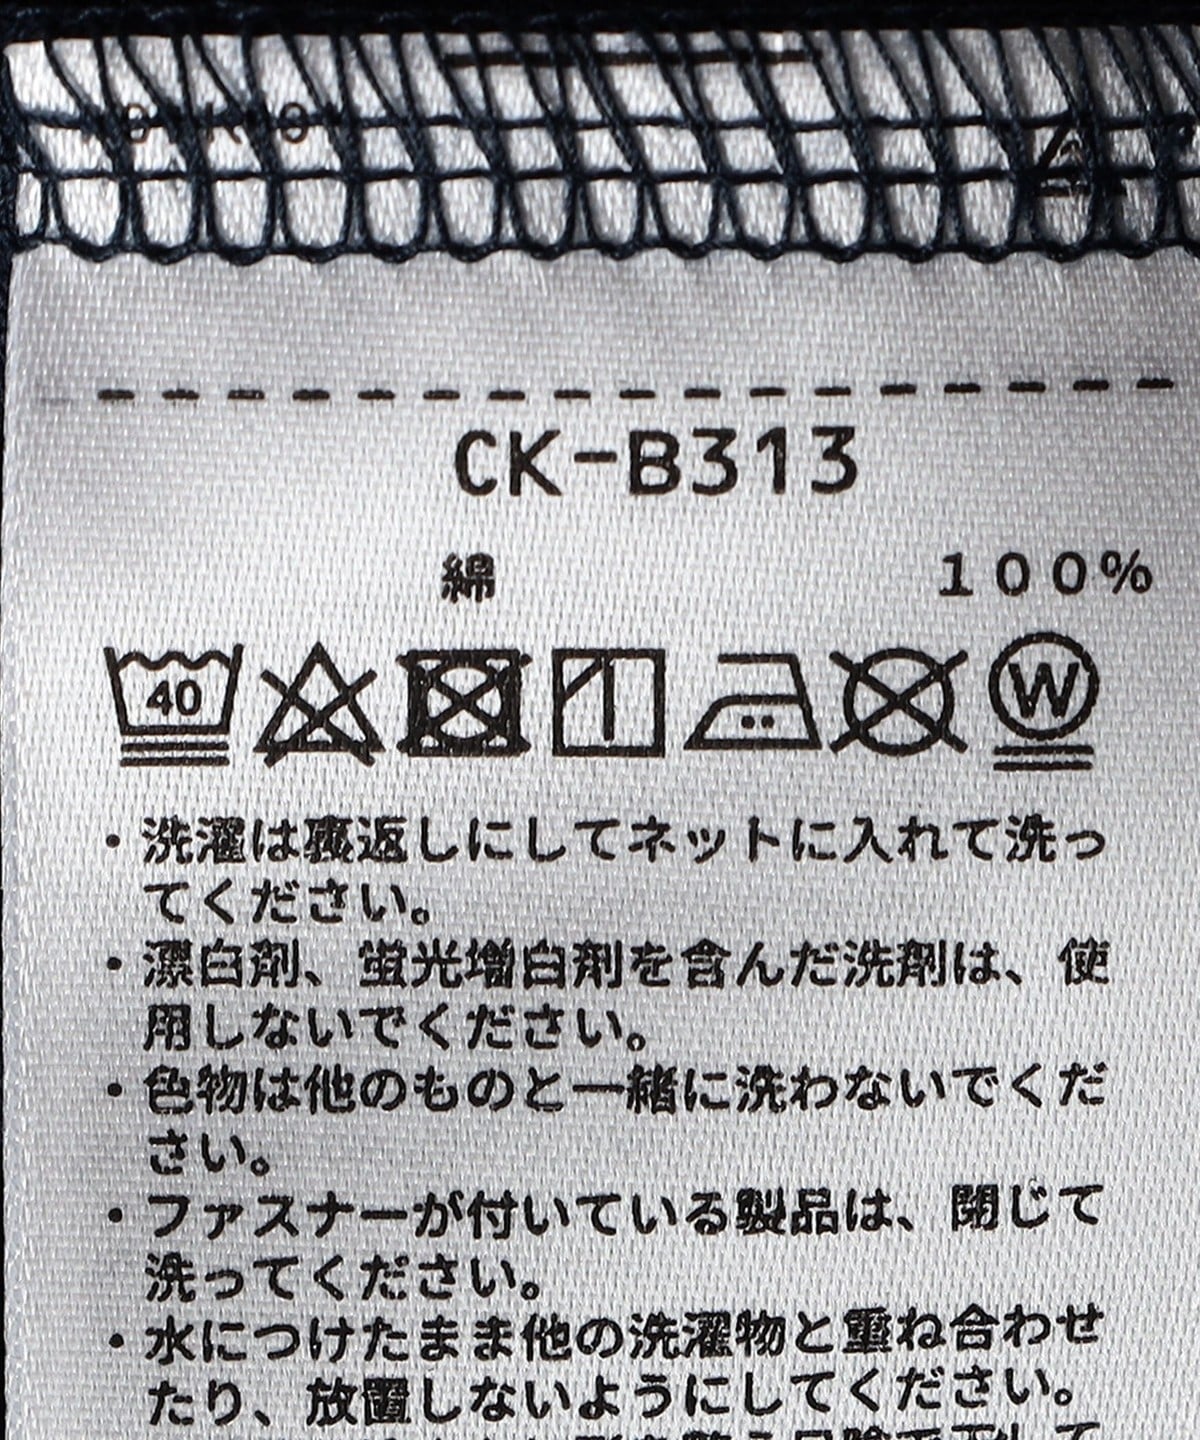 CK-B313
綿 100%
40
W
・洗濯は裏返しにしてネットに入れて洗っ
てください。
・漂白剤、蛍光増白剤を含んだ洗剤は、使
用しないでください。
・色物は他のものと一緒に洗わないでくだ
さい。
・ファスナーが付いている製品は、閉じて
洗ってください。
・水につけたまま他の洗濯物と重ね合わせ
たり、放置しないようにしてください。